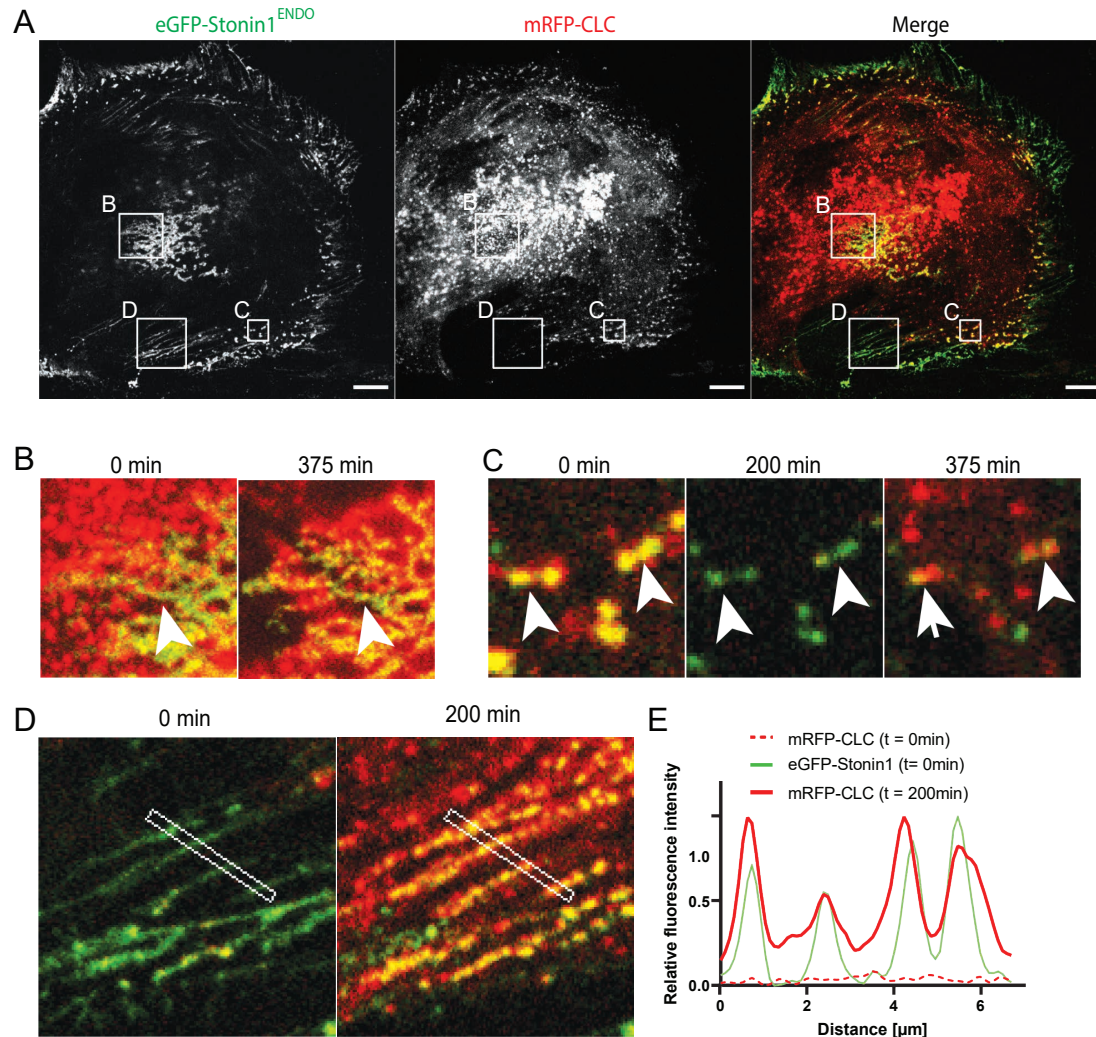 A
eGFP-Stonin1ENDO
mRFP-CLC
Merge
B
D
C
B
D
C
B
D
C
B
0 min
375 min
C
0 min
200 min
375 min
D
0 min
200 min
E
mRFP-CLC (t = 0min)
eGFP-Stonin1 (t= 0min)
mRFP-CLC (t = 200min)
Relative fluorescence intensity
1.0
0.5
0.0
0
2
4
6
Distance [µm]